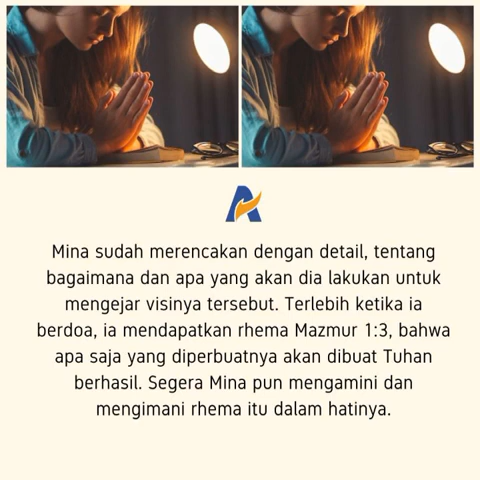 Mina sudah merencakan dengan detail, tentang
bagaimana dan apa yang akan dia lakukan untuk
mengejar visinya tersebut. Terlebih ketika ia
berdoa, ia mendapatkan rhema Mazmur 1:3, bahwa
apa saja yang diperbuatnya akan dibuat Tuhan
berhasil. Segera Mina pun mengamini dan
mengimani rhema itu dalam hatinya.